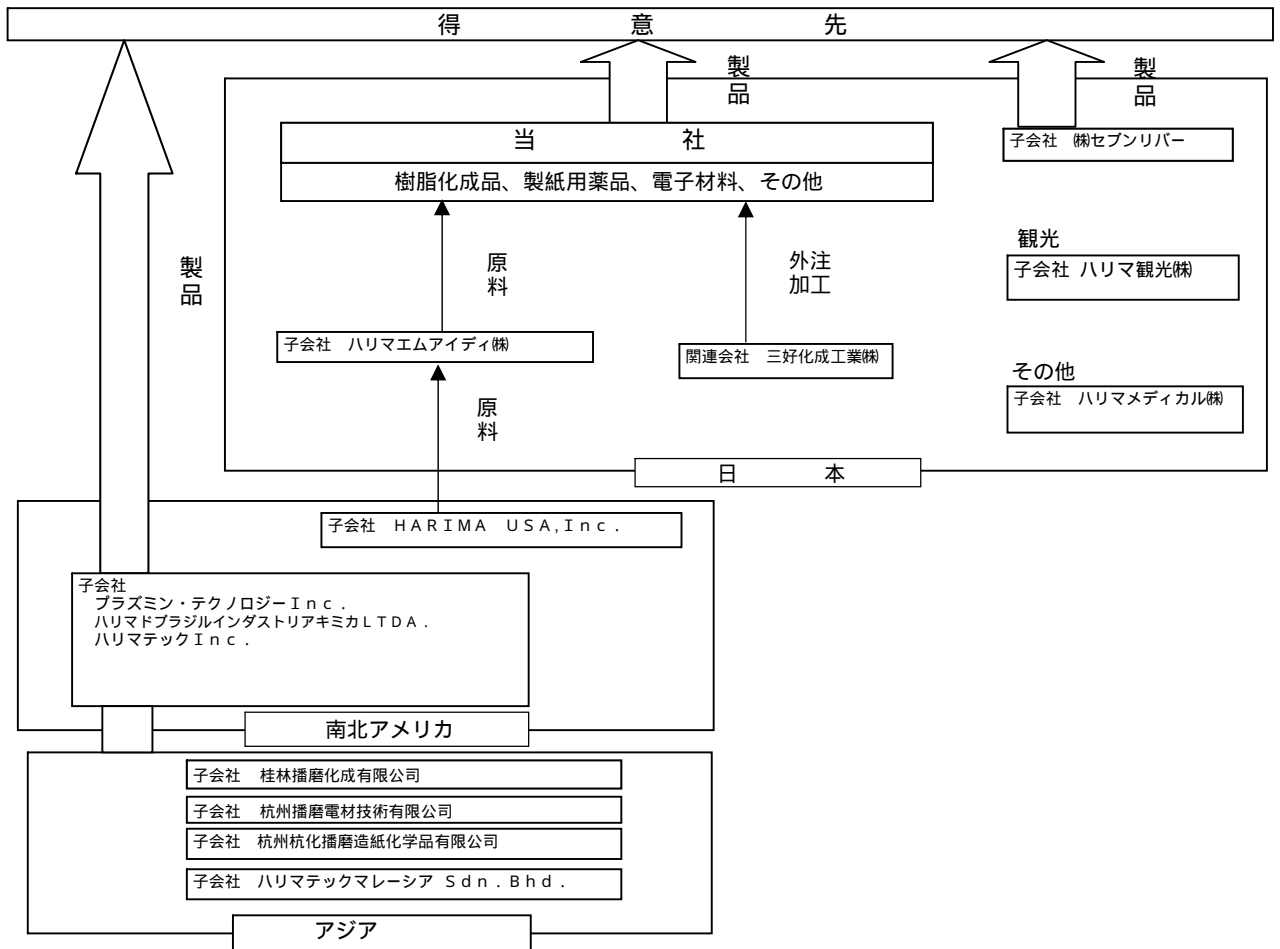 得　意　先
製品
製品
当　社
樹脂化成品、製紙用薬品、電子材料、その他
子会社　㈱セブンリバー
製品
原料
外注
加工
観光
子会社 ハリマ観光㈱
子会社　ハリマエムアイディ㈱
関連会社　三好化成工業㈱
その他
子会社　ハリマメディカル㈱
原料
日　本
子会社　ＨＡＲＩＭＡ　ＵＳＡ,Ｉｎｃ．
子会社
プラズミン・テクノロジーＩｎｃ．
ハリマドブラジルインダストリアキミカＬＴＤＡ．
ハリマテックＩｎｃ．
南北アメリカ
子会社　桂林播磨化成有限公司
子会社　杭州播磨電材技術有限公司
子会社　杭州杭化播磨造紙化学品有限公司
子会社　ハリマテックマレーシア Ｓｄｎ．Ｂｈｄ．
アジア